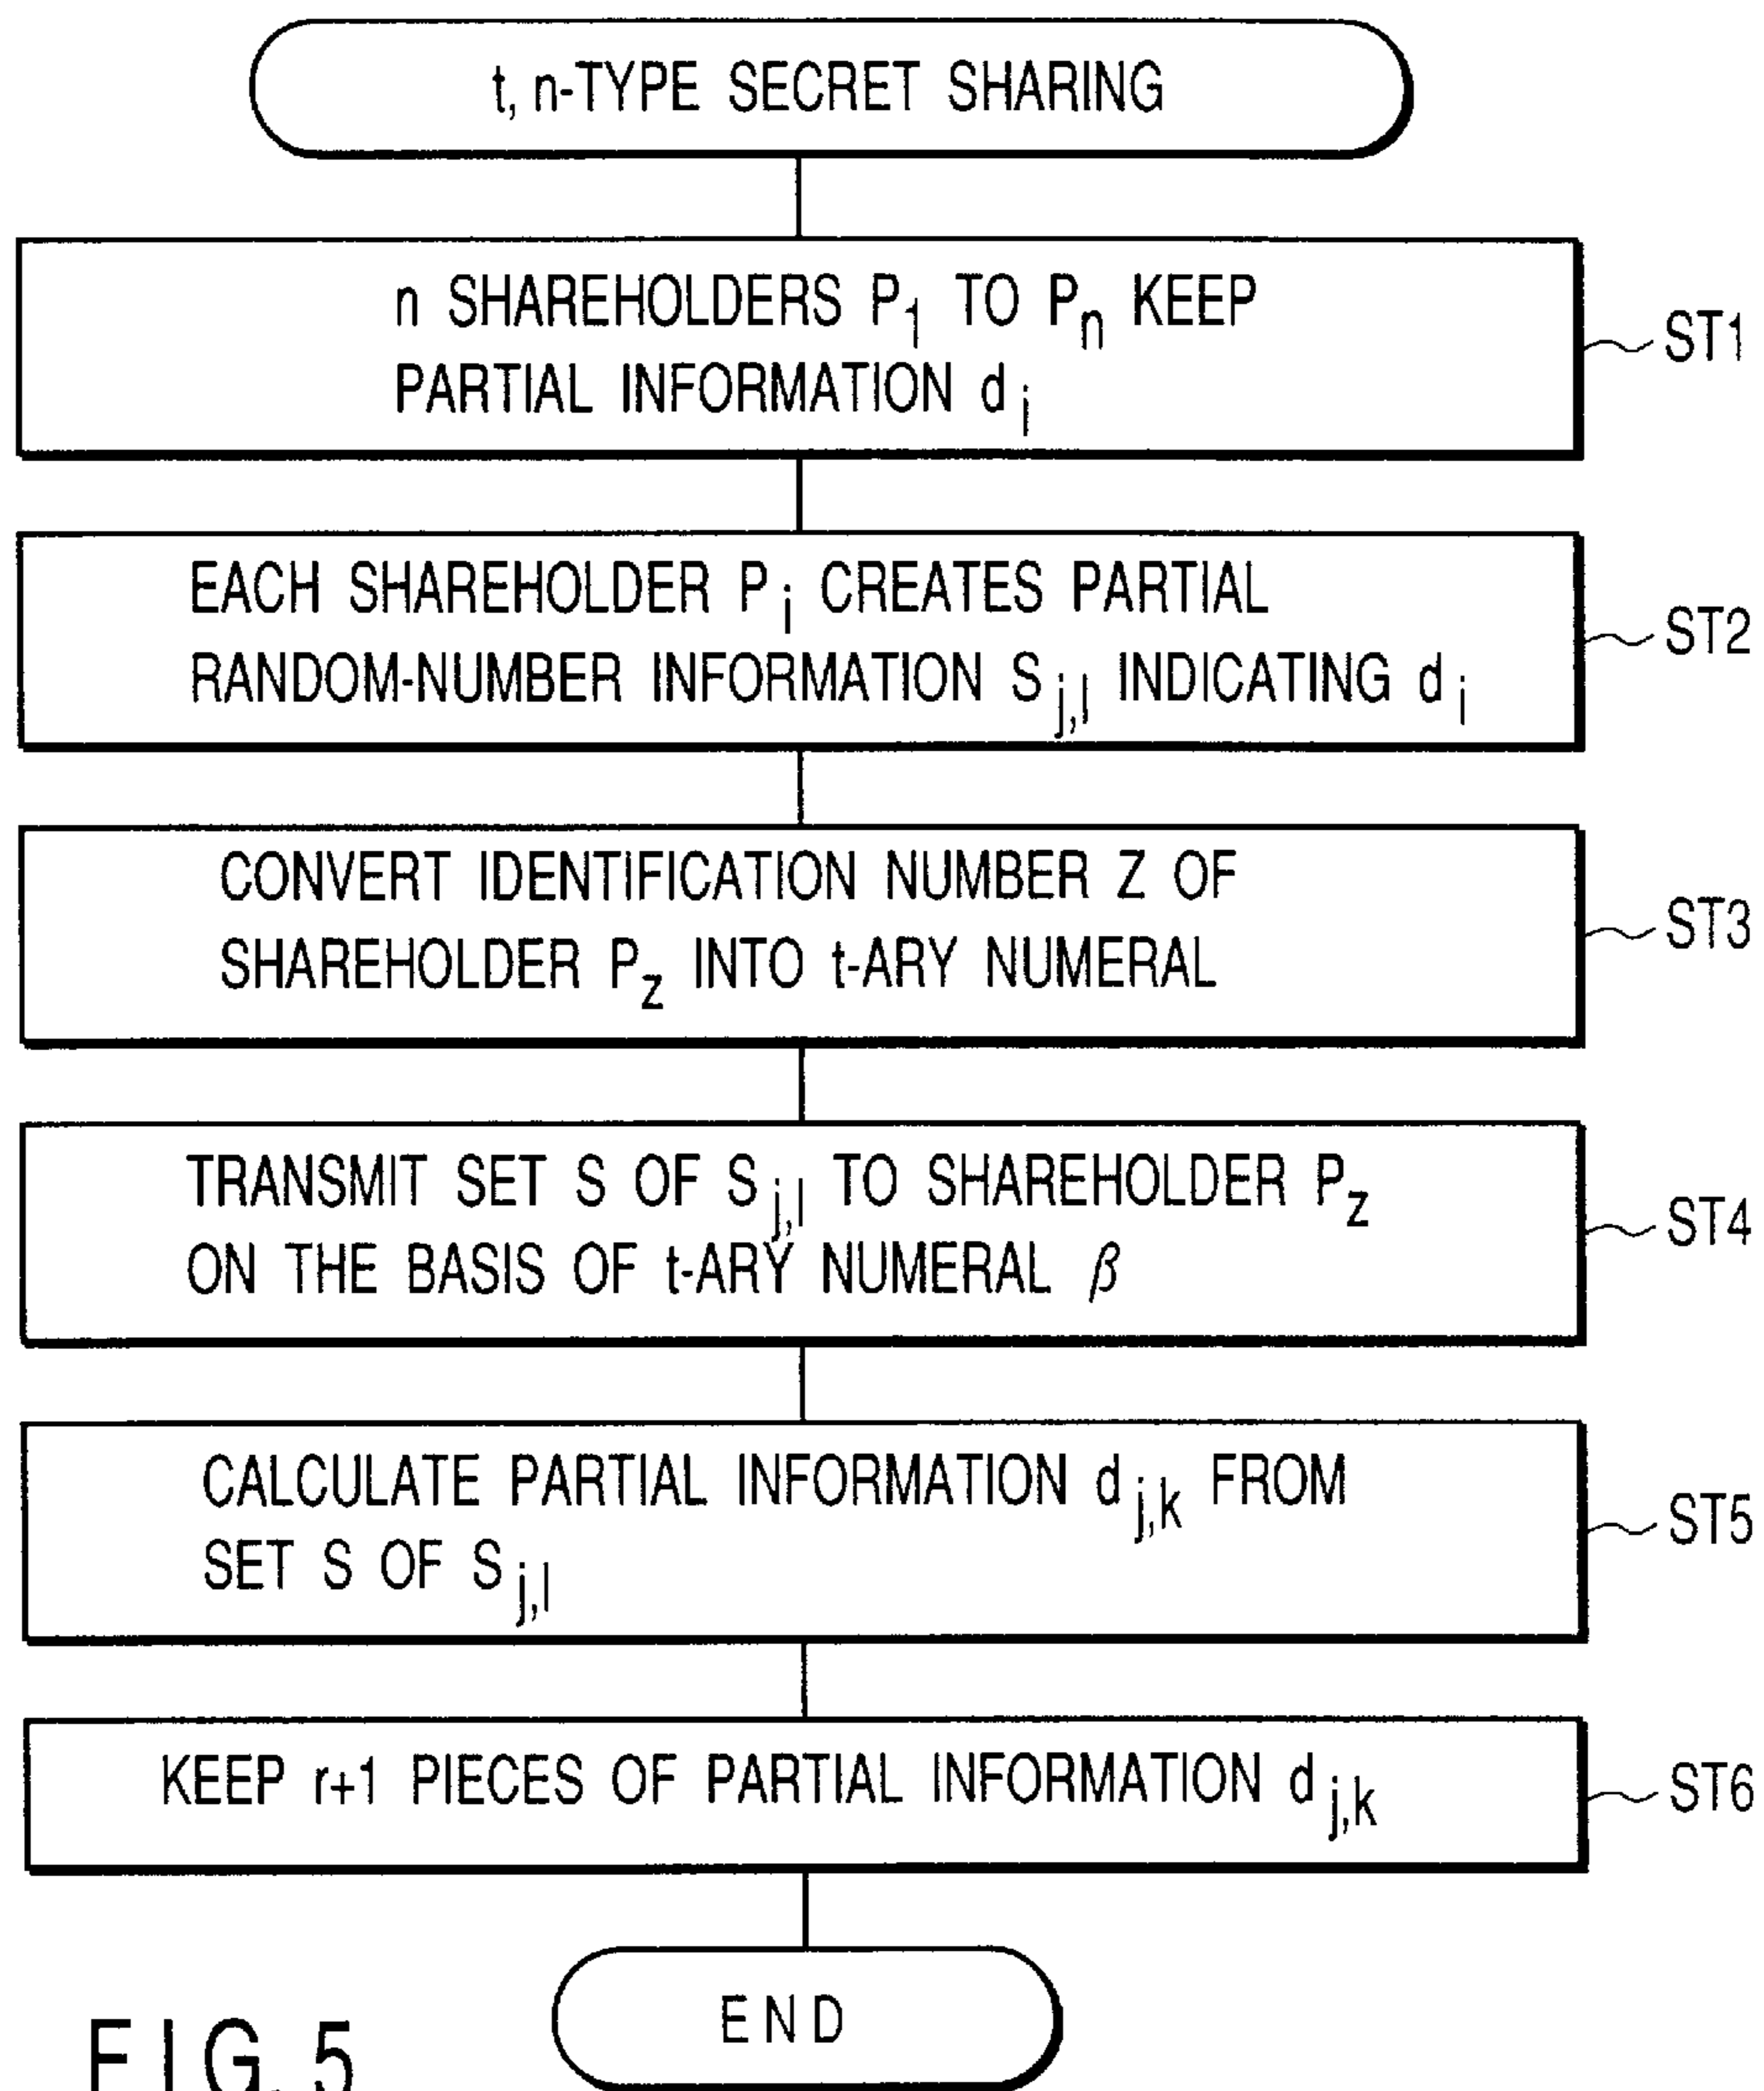 t, n-TYPE SECRET SHARING
n SHAREHOLDERS P1 TO Pn KEEP
PARTIAL INFORMATION di
ST1
EACH SHAREHOLDER Pi CREATES PARTIAL
RANDOM-NUMBER INFORMATION Sj,l INDICATING di
ST2
CONVERT IDENTIFICATION NUMBER Z OF
SHAREHOLDER Pz INTO t-ARY NUMERAL
ST3
TRANSMIT SET S OF Sj,l TO SHAREHOLDER Pz
ON THE BASIS OF t-ARY NUMERAL β
ST4
CALCULATE PARTIAL INFORMATION dj,k FROM
SET S OF Sj,l
ST5
KEEP r+1 PIECES OF PARTIAL INFORMATION dj,k
ST6
END
FIG. 5